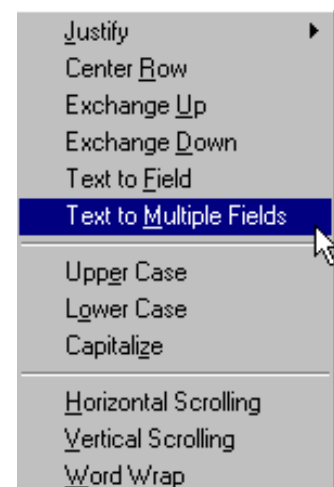 Justify
Center Row
Exchange Up
Exchange Down
Text to Field
Text to Multiple Fields
Upper Case
Lower Case
Capitalize
Horizontal Scrolling
Vertical Scrolling
Word Wrap